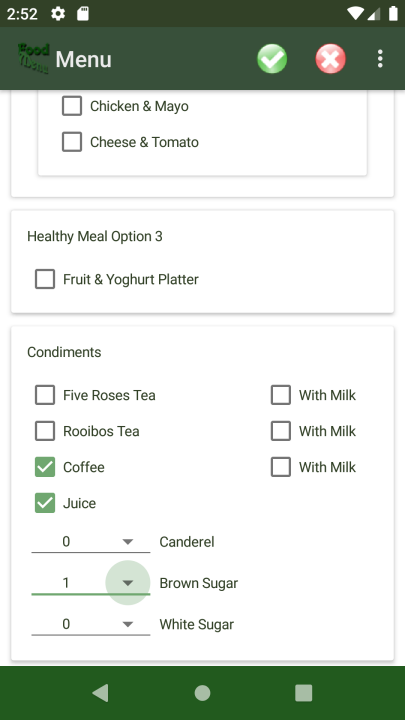 2:52
Food Menu
Menu
Chicken & Mayo
Cheese & Tomato
Healthy Meal Option 3
Fruit & Yoghurt Platter
Condiments
Five Roses Tea With Milk
Rooibos Tea With Milk
Coffee With Milk
Juice
0 Canderel
1 Brown Sugar
0 White Sugar